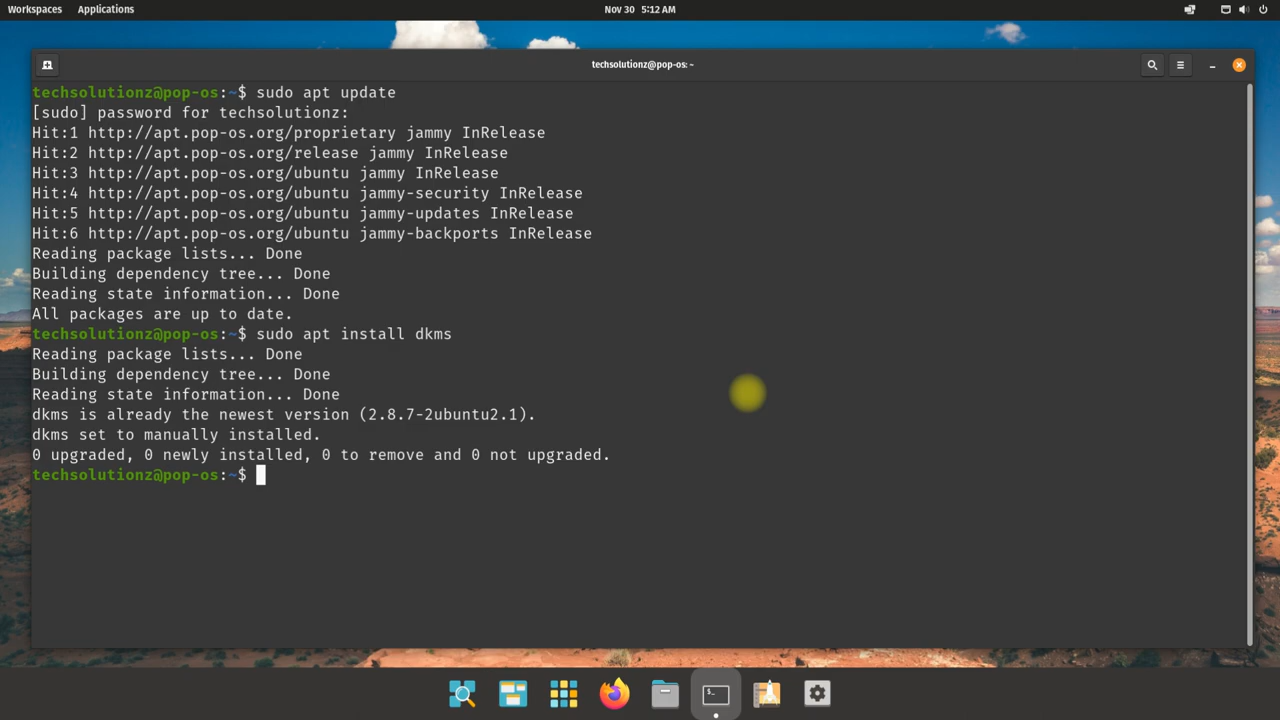 Workspaces Applications Nov 30 5:12 AM
techsolutionz@pop-os: ~
techsolutionz@pop-os:~$ sudo apt update
[sudo] password for techsolutionz:
Hit:1 http://apt.pop-os.org/proprietary jammy InRelease
Hit:2 http://apt.pop-os.org/release jammy InRelease
Hit:3 http://apt.pop-os.org/ubuntu jammy InRelease
Hit:4 http://apt.pop-os.org/ubuntu jammy-security InRelease
Hit:5 http://apt.pop-os.org/ubuntu jammy-updates InRelease
Hit:6 http://apt.pop-os.org/ubuntu jammy-backports InRelease
Reading package lists... Done
Building dependency tree... Done
Reading state information... Done
All packages are up to date.
techsolutionz@pop-os:~$ sudo apt install dkms
Reading package lists... Done
Building dependency tree... Done
Reading state information... Done
dkms is already the newest version (2.8.7-2ubuntu2.1).
dkms set to manually installed.
0 upgraded, 0 newly installed, 0 to remove and 0 not upgraded.
techsolutionz@pop-os:~$